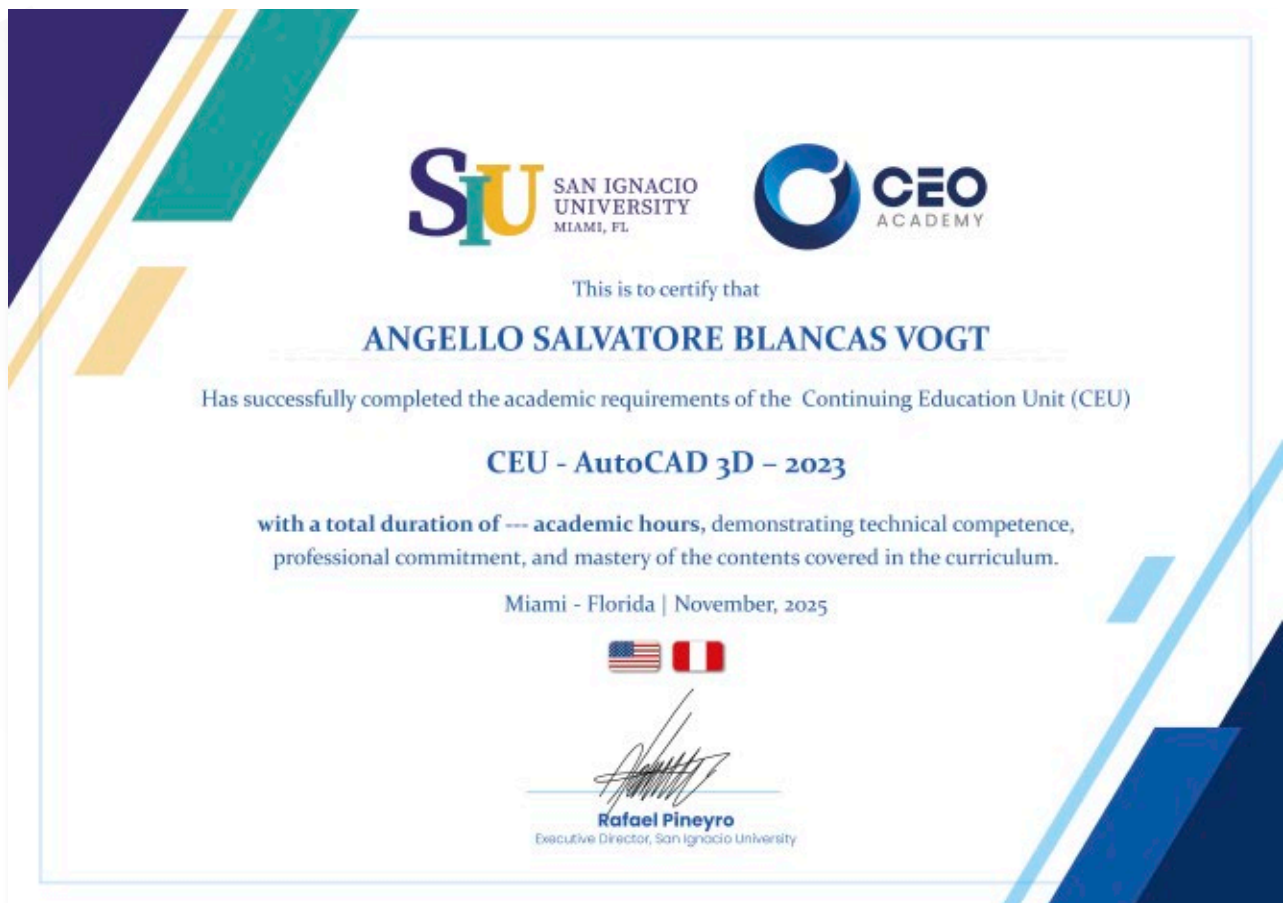 SIU SAN IGNACIO
UNIVERSITY
MIAMI, FL
CEO
ACADEMY
This is to certify that
ANGELLO SALVATORE BLANCAS VOGT
Has successfully completed the academic requirements of the Continuing Education Unit (CEU)
CEU - AutoCAD 3D – 2023
with a total duration of --- academic hours, demonstrating technical competence,
professional commitment, and mastery of the contents covered in the curriculum.
Miami - Florida | November, 2025
Rafael Pineyro
Executive Director, San Ignacio University